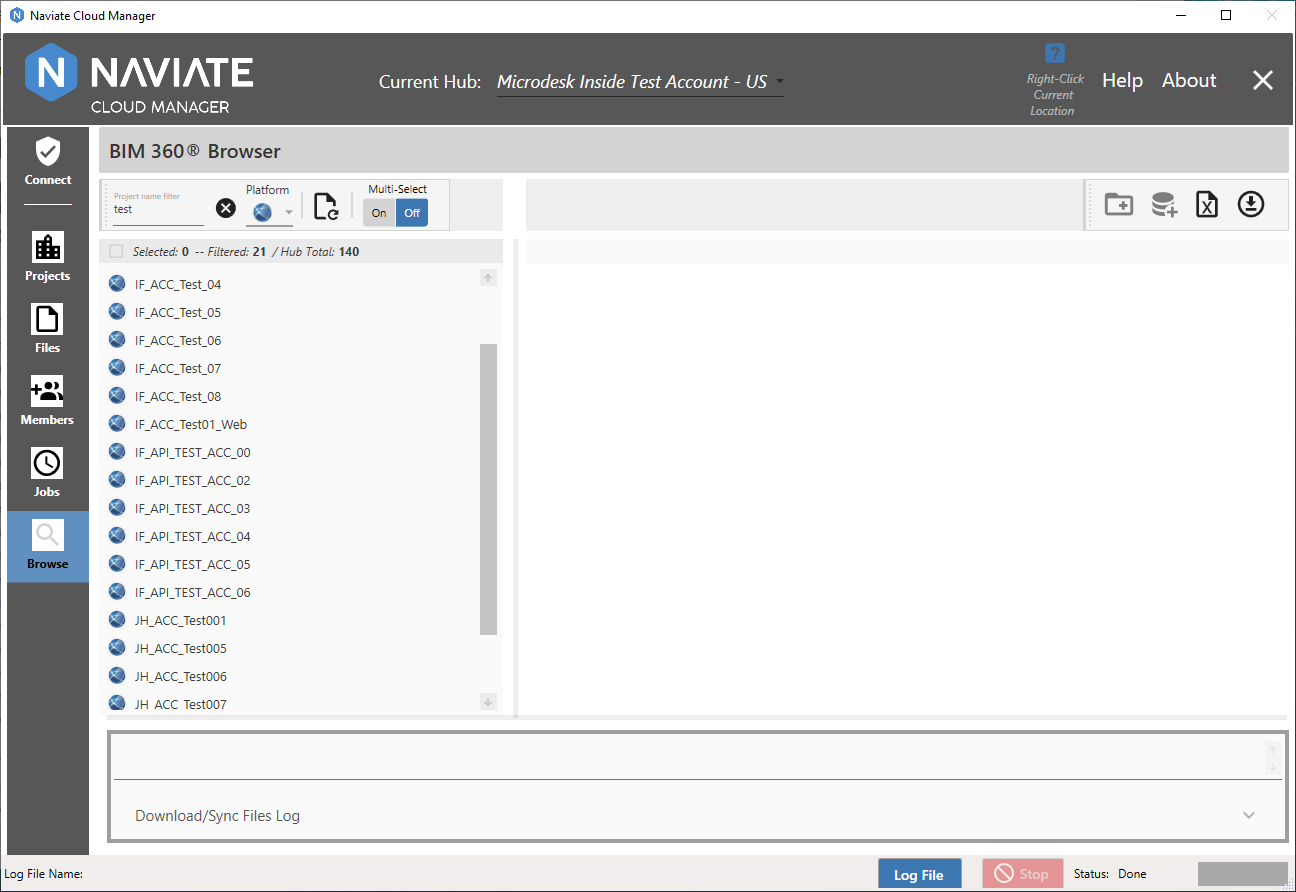 Naviate Cloud Manager
N NAVIATE
CLOUD MANAGER
Current Hub: Microdesk Inside Test Account - US
?
Right-Click
Current
Location
Help
About
Connect
Projects
Files
Members
Jobs
Browse
BIM 360® Browser
Project name filter
test
Platform
Multi-Select
On
Off
Selected: 0 -- Filtered: 21 / Hub Total: 140
IF_ACC_Test_04
IF_ACC_Test_05
IF_ACC_Test_06
IF_ACC_Test_07
IF_ACC_Test_08
IF_ACC_Test01_Web
IF_API_TEST_ACC_00
IF_API_TEST_ACC_02
IF_API_TEST_ACC_03
IF_API_TEST_ACC_04
IF_API_TEST_ACC_05
IF_API_TEST_ACC_06
JH_ACC_Test001
JH_ACC_Test005
JH_ACC_Test006
JH_ACC_Test007
Download/Sync Files Log
Log File Name:
Log File
Stop
Status: Done